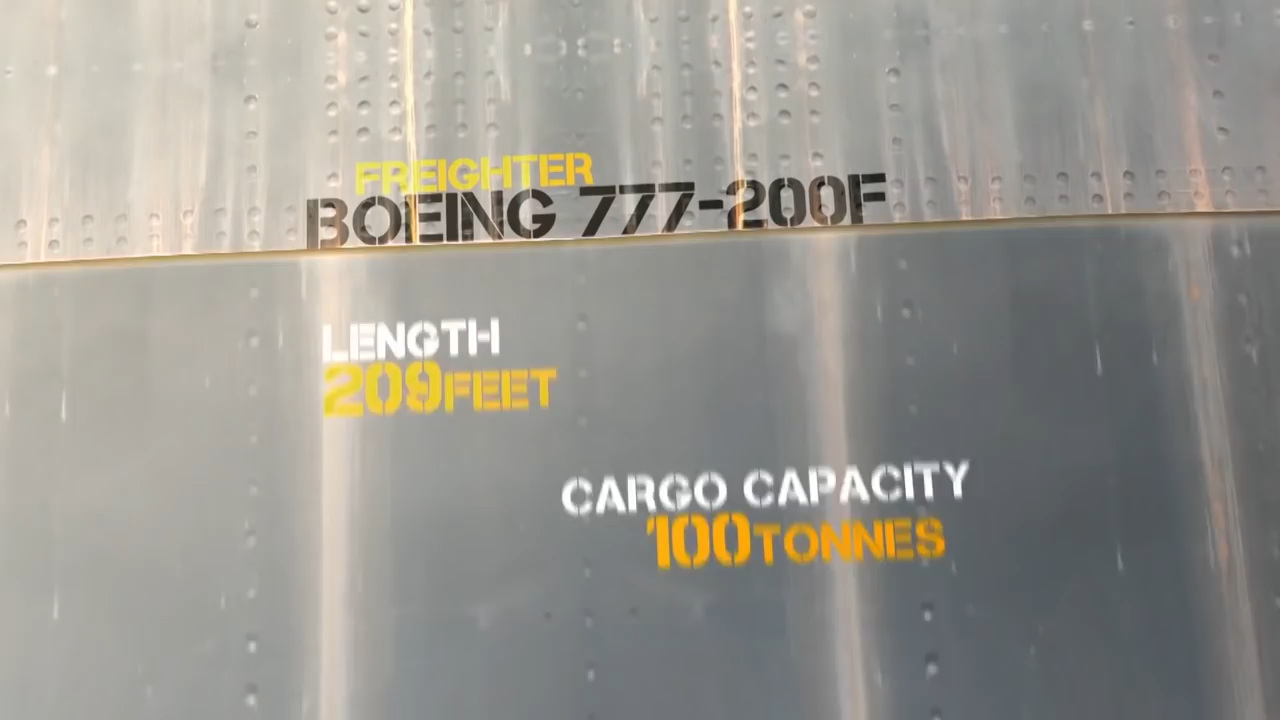 FREIGHTER
BOEING 777-200F
LENGTH
209FEET
CARGO CAPACITY
100TONNES